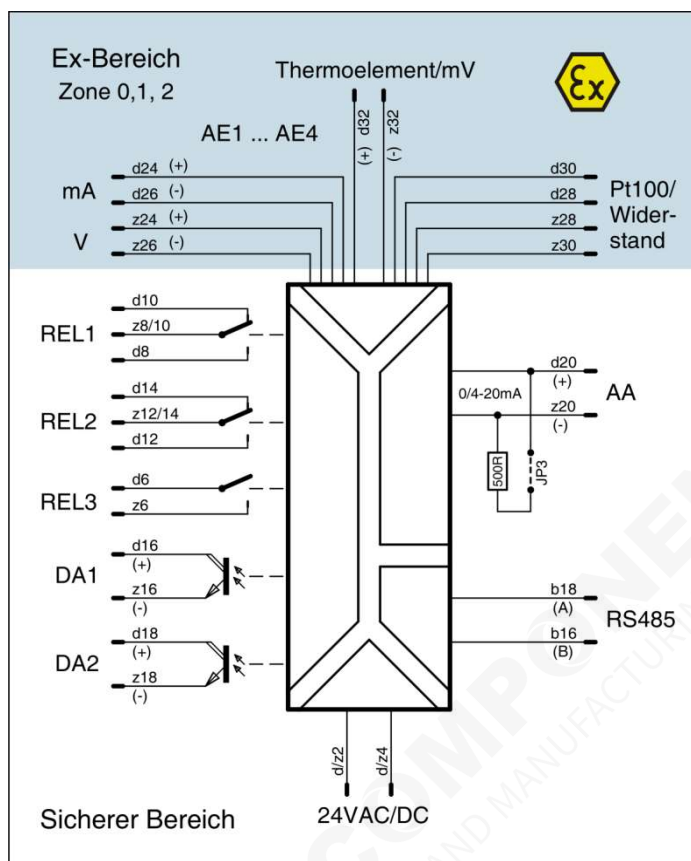 Ex-Bereich
Zone 0,1, 2
Thermoelement/mV
Ex
AE1 ... AE4
d32
(+)
z32
(-)
mA
d24 (+)
d26 (-)
V
z24 (+)
z26 (-)
d30
d28
z28
z30
Pt100/
Wider-
stand
REL1
d10
z8/10
d8
REL2
d14
z12/14
d12
REL3
d6
z6
DA1
d16
(+)
z16
(-)
DA2
d18
(+)
z18
(-)
0/4-20mA
d20
(+)
z20
(-)
AA
500R
JP3
b18
(A)
b16
(B)
RS485
d/z2
d/z4
24VAC/DC
Sicherer Bereich
AND MANUFACTURIN